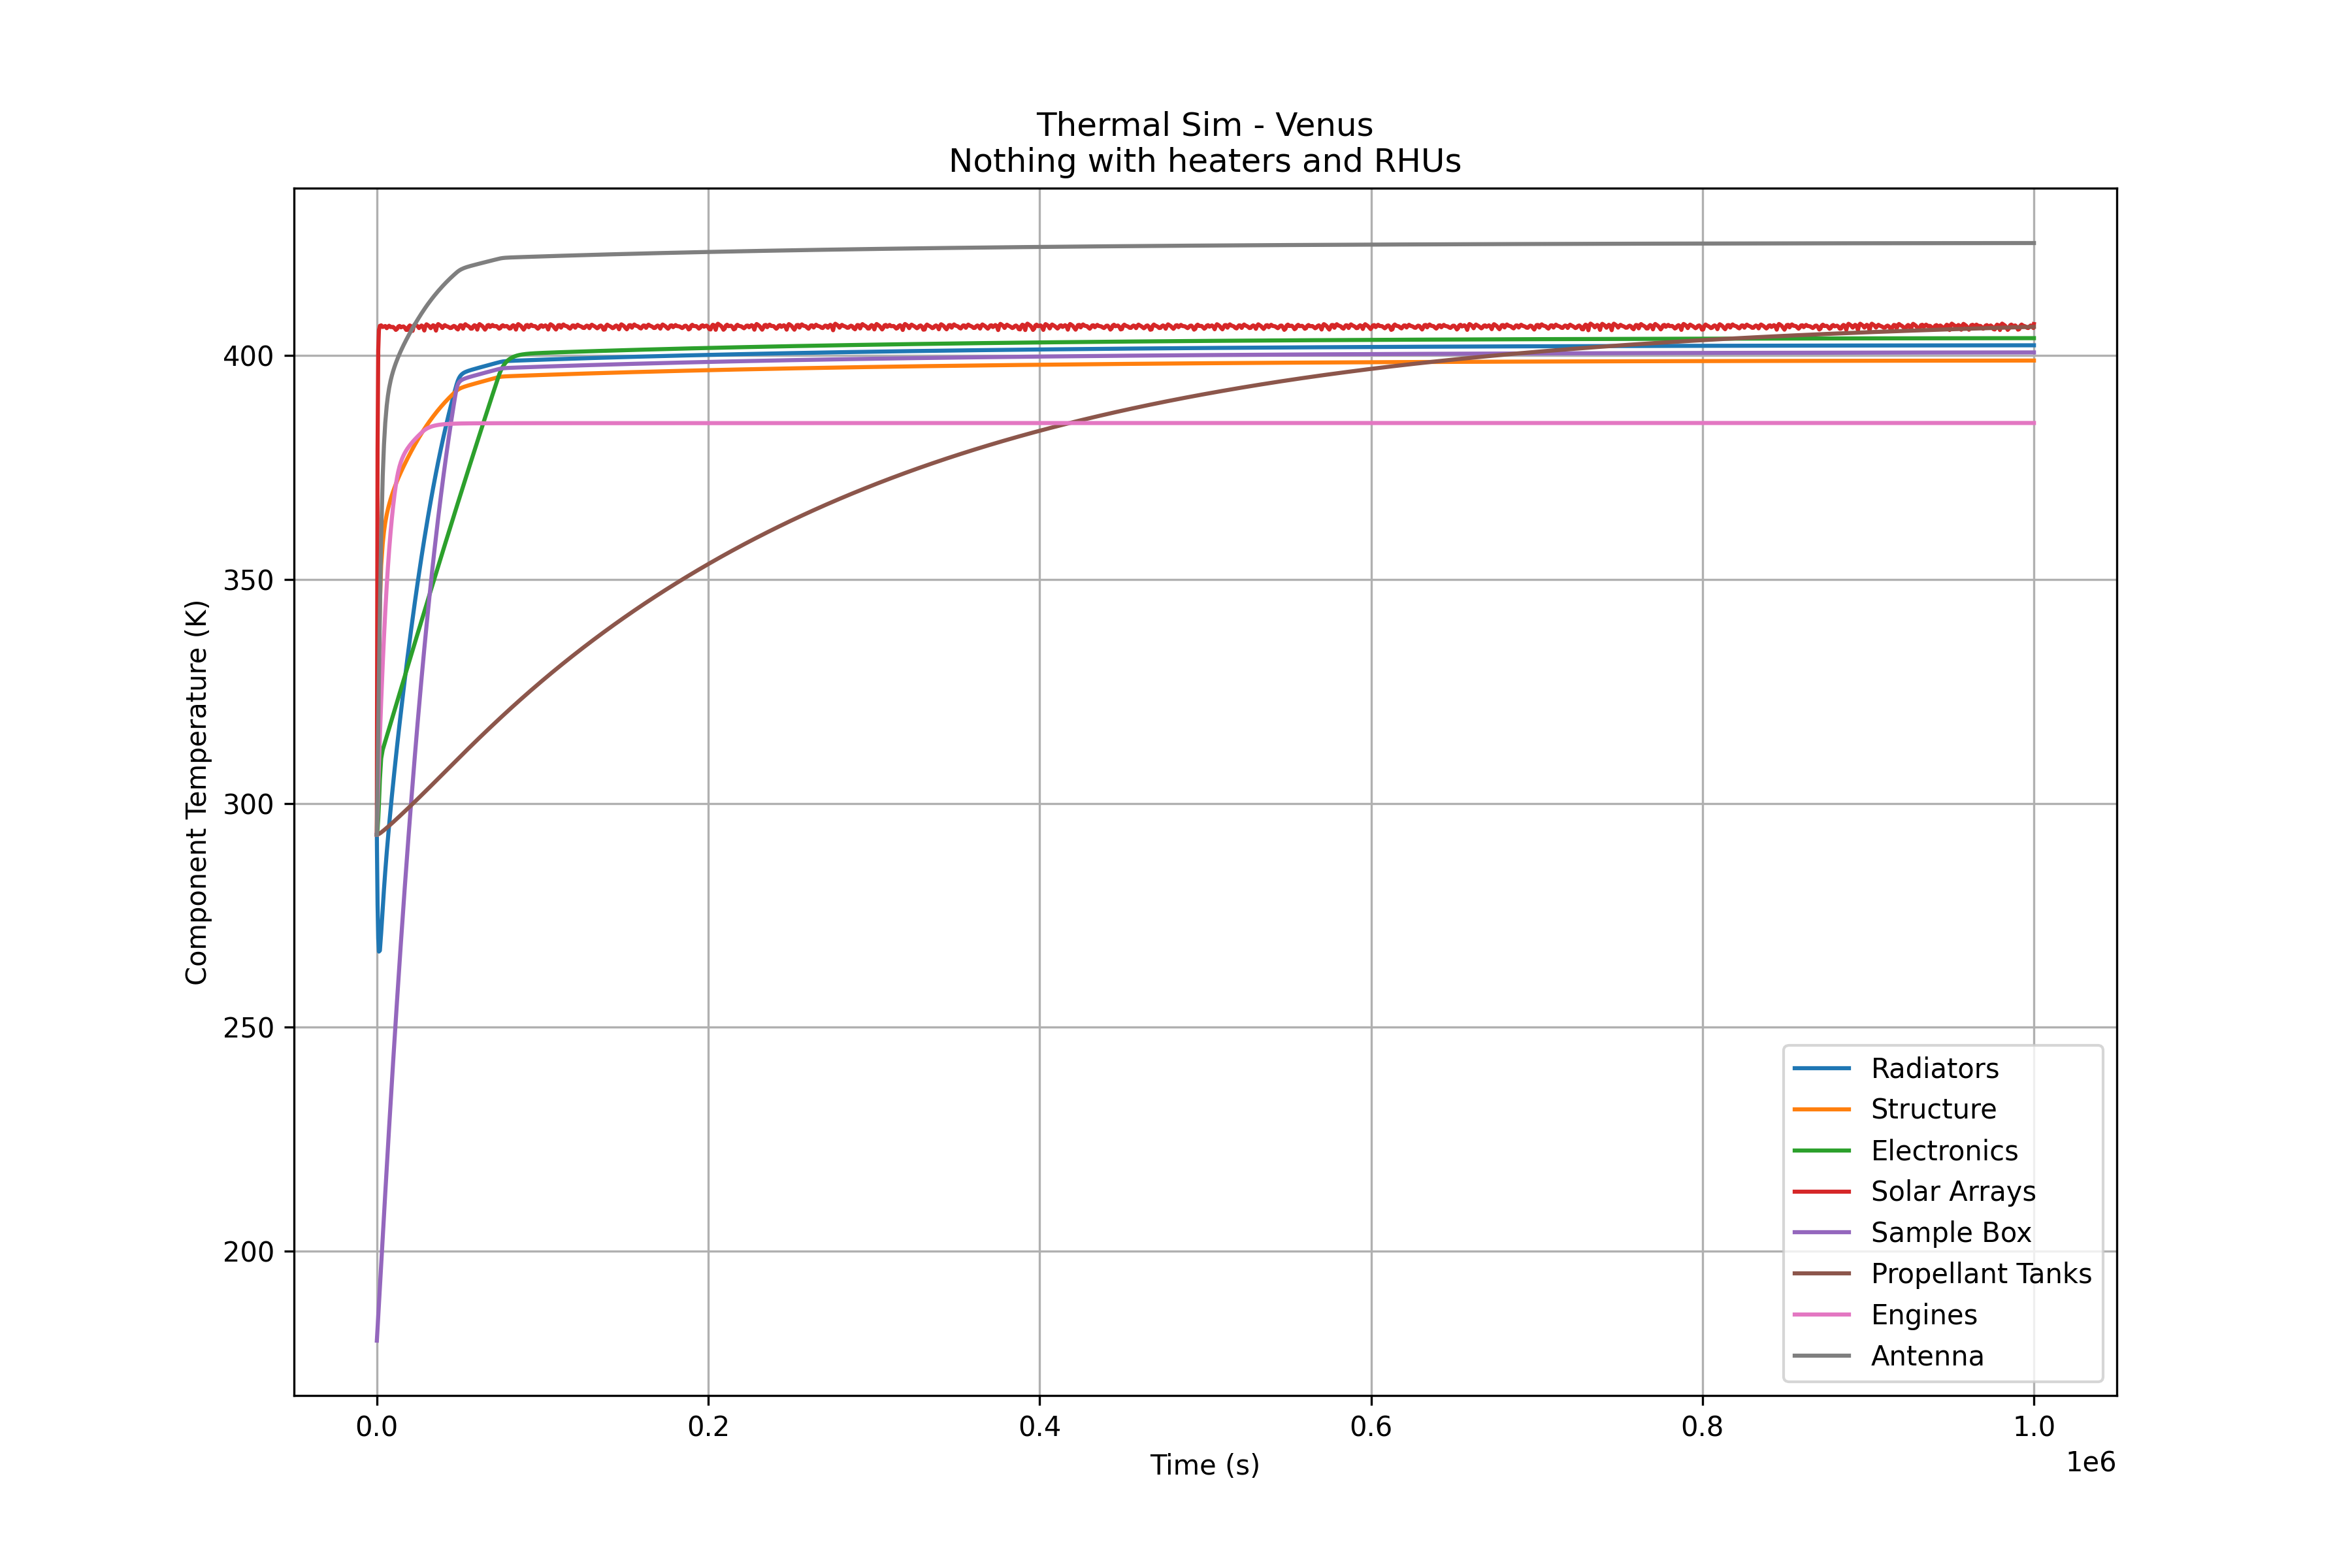 Thermal Sim - Venus
Nothing with heaters and RHUs
Component Temperature (K)
400
350
300
250
200
Radiators
Structure
Electronics
Solar Arrays
Sample Box
Propellant Tanks
Engines
Antenna
0.0 0.2 0.4 0.6 0.8 1.0
1e6
Time (s)